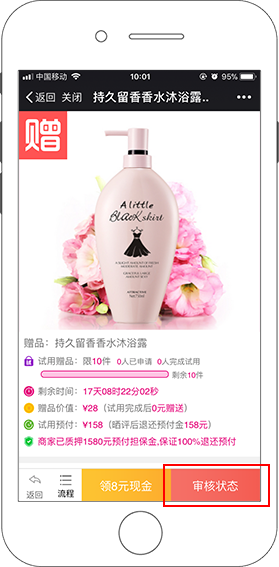 中国移动 10:01 95%
返回 关闭 持久留香香水沐浴露..
赠
A little
BLACK skirt
赠品：持久留香香水沐浴露
试用赠品：限10件 0人已申请 0人完成试用
剩余10件
剩余时间：17天08时22分02秒
赠品价值：¥28（试用完成后0元赠送）
试用预付：¥158（晒评后退还预付金158元）
商家已质押1580元预付担保金,保证100%退还预付
返回 流程 领8元现金 审核状态